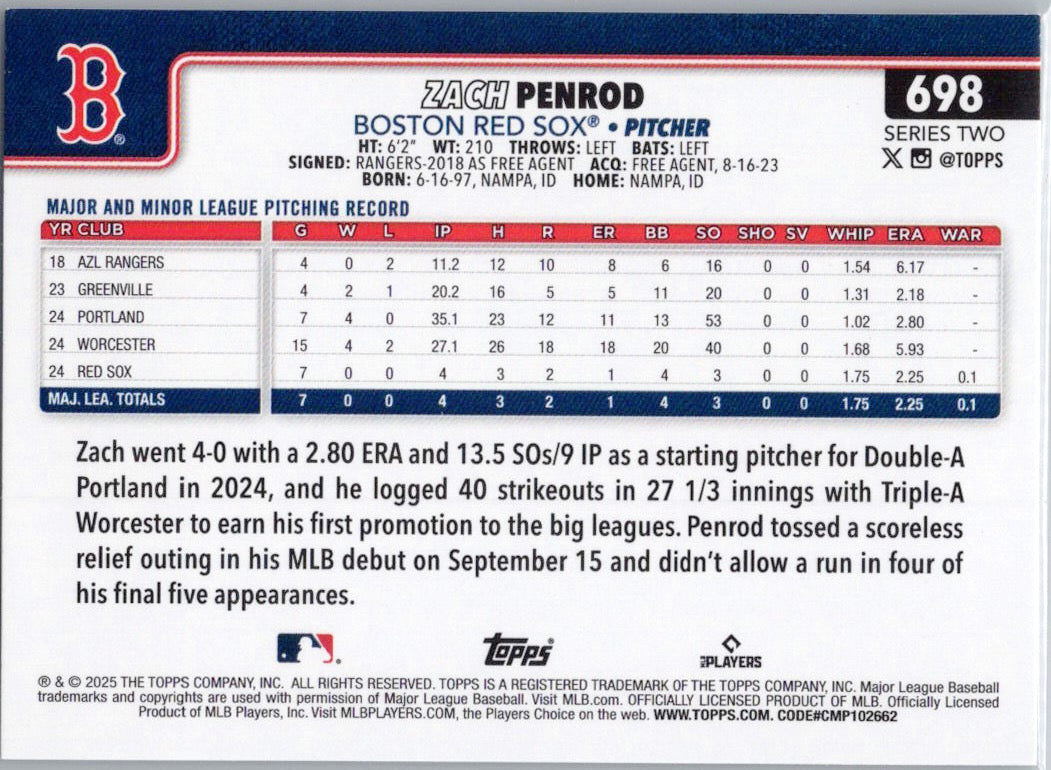 B
698
ZACH PENROD
BOSTON RED SOX® • PITCHER
SERIES TWO
@TOPPS
HT: 6'2" WT: 210 THROWS: LEFT BATS: LEFT
SIGNED: RANGERS-2018 AS FREE AGENT ACQ: FREE AGENT, 8-16-23
BORN: 6-16-97, NAMPA, ID HOME: NAMPA, ID
MAJOR AND MINOR LEAGUE PITCHING RECORD
YR CLUB G W L IP H R ER BB SO SHO SV WHIP ERA WAR
18 AZL RANGERS 4 0 2 11.2 12 10 8 6 16 0 0 1.54 6.17 -
23 GREENVILLE 4 2 1 20.2 16 5 5 11 20 0 0 1.31 2.18 -
24 PORTLAND 7 4 0 35.1 23 12 11 13 53 0 0 1.02 2.80 -
24 WORCESTER 15 4 2 27.1 26 18 18 20 40 0 0 1.68 5.93 -
24 RED SOX 7 0 0 4 3 2 1 4 3 0 0 1.75 2.25 0.1
MAJ. LEA. TOTALS 7 0 0 4 3 2 1 4 3 0 0 1.75 2.25 0.1
Zach went 4-0 with a 2.80 ERA and 13.5 SOs/9 IP as a starting pitcher for Double-A
Portland in 2024, and he logged 40 strikeouts in 27 1/3 innings with Triple-A
Worcester to earn his first promotion to the big leagues. Penrod tossed a scoreless
relief outing in his MLB debut on September 15 and didn't allow a run in four of
his final five appearances.
Topps®
MLB PLAYERS
® & © 2025 THE TOPPS COMPANY, INC. ALL RIGHTS RESERVED. TOPPS IS A REGISTERED TRADEMARK OF THE TOPPS COMPANY, INC. Major League Baseball
trademarks and copyrights are used with permission of Major League Baseball. Visit MLB.com. OFFICIALLY LICENSED PRODUCT OF MLB. Officially Licensed
Product of MLB Players, Inc. Visit MLBPLAYERS.COM, the Players Choice on the web. WWW.TOPPS.COM. CODE#CMP102662